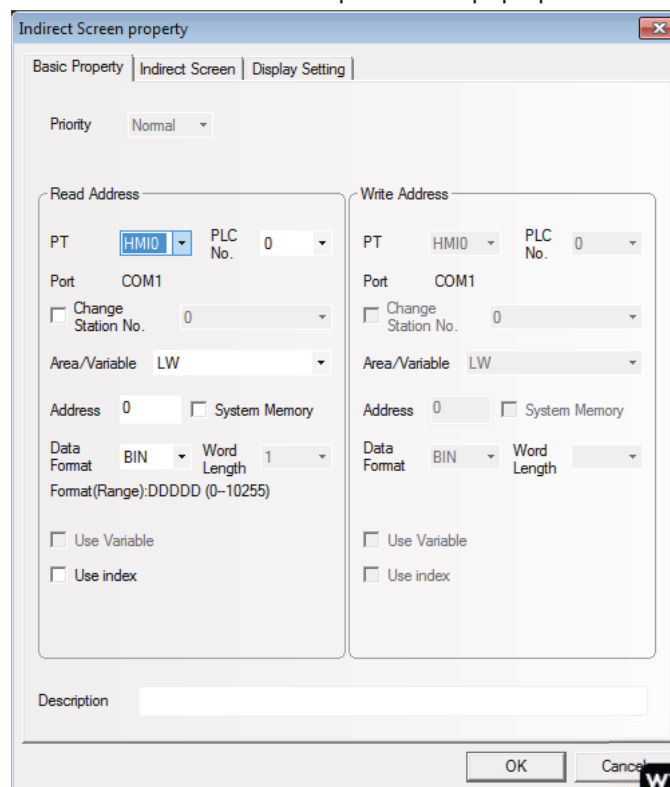 Indirect Screen property
Basic Property Indirect Screen Display Setting
Priority Normal
Read Address
PT HMI0 PLC No. 0
Port COM1
Change Station No. 0
Area/Variable LW
Address 0 System Memory
Data Format BIN Word Length 1
Format(Range):DDDDD (0--10255)
Use Variable
Use index
Write Address
PT HMI0 PLC No. 0
Port COM1
Change Station No. 0
Area/Variable LW
Address 0 System Memory
Data Format BIN Word Length
Use Variable
Use index
Description
OK Cancel
W